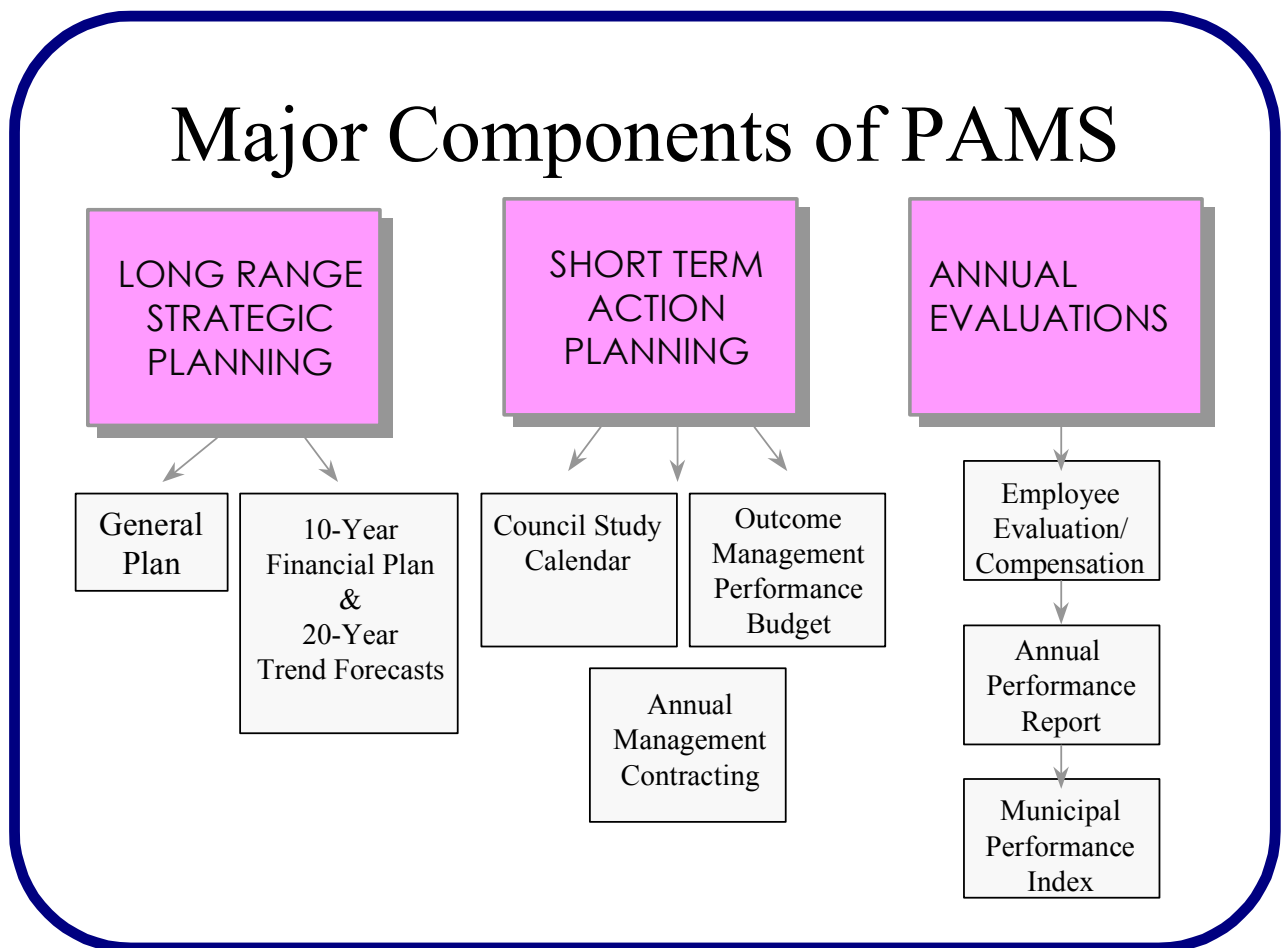 Major Components of PAMS
LONG RANGE
STRATEGIC
PLANNING
General
Plan
10-Year
Financial Plan
&
20-Year
Trend Forecasts
SHORT TERM
ACTION
PLANNING
Council Study
Calendar
Outcome
Management
Performance
Budget
Annual
Management
Contracting
ANNUAL
EVALUATIONS
Employee
Evaluation/
Compensation
Annual
Performance
Report
Municipal
Performance
Index